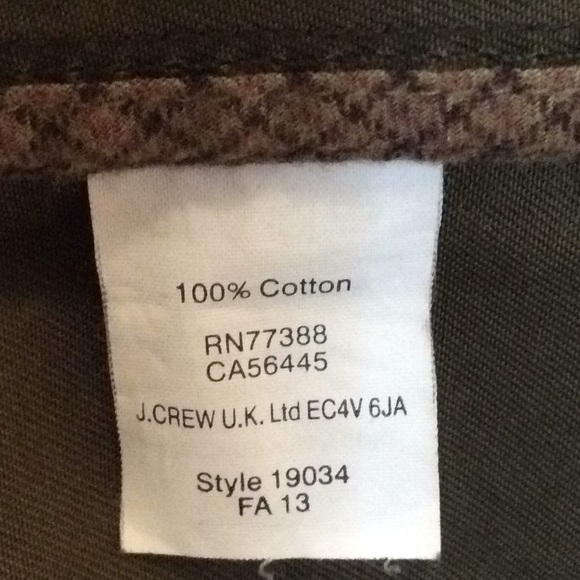 100% Cotton
RN77388
CA56445
J.CREW U.K. Ltd EC4V 6JA
Style 19034
FA 13